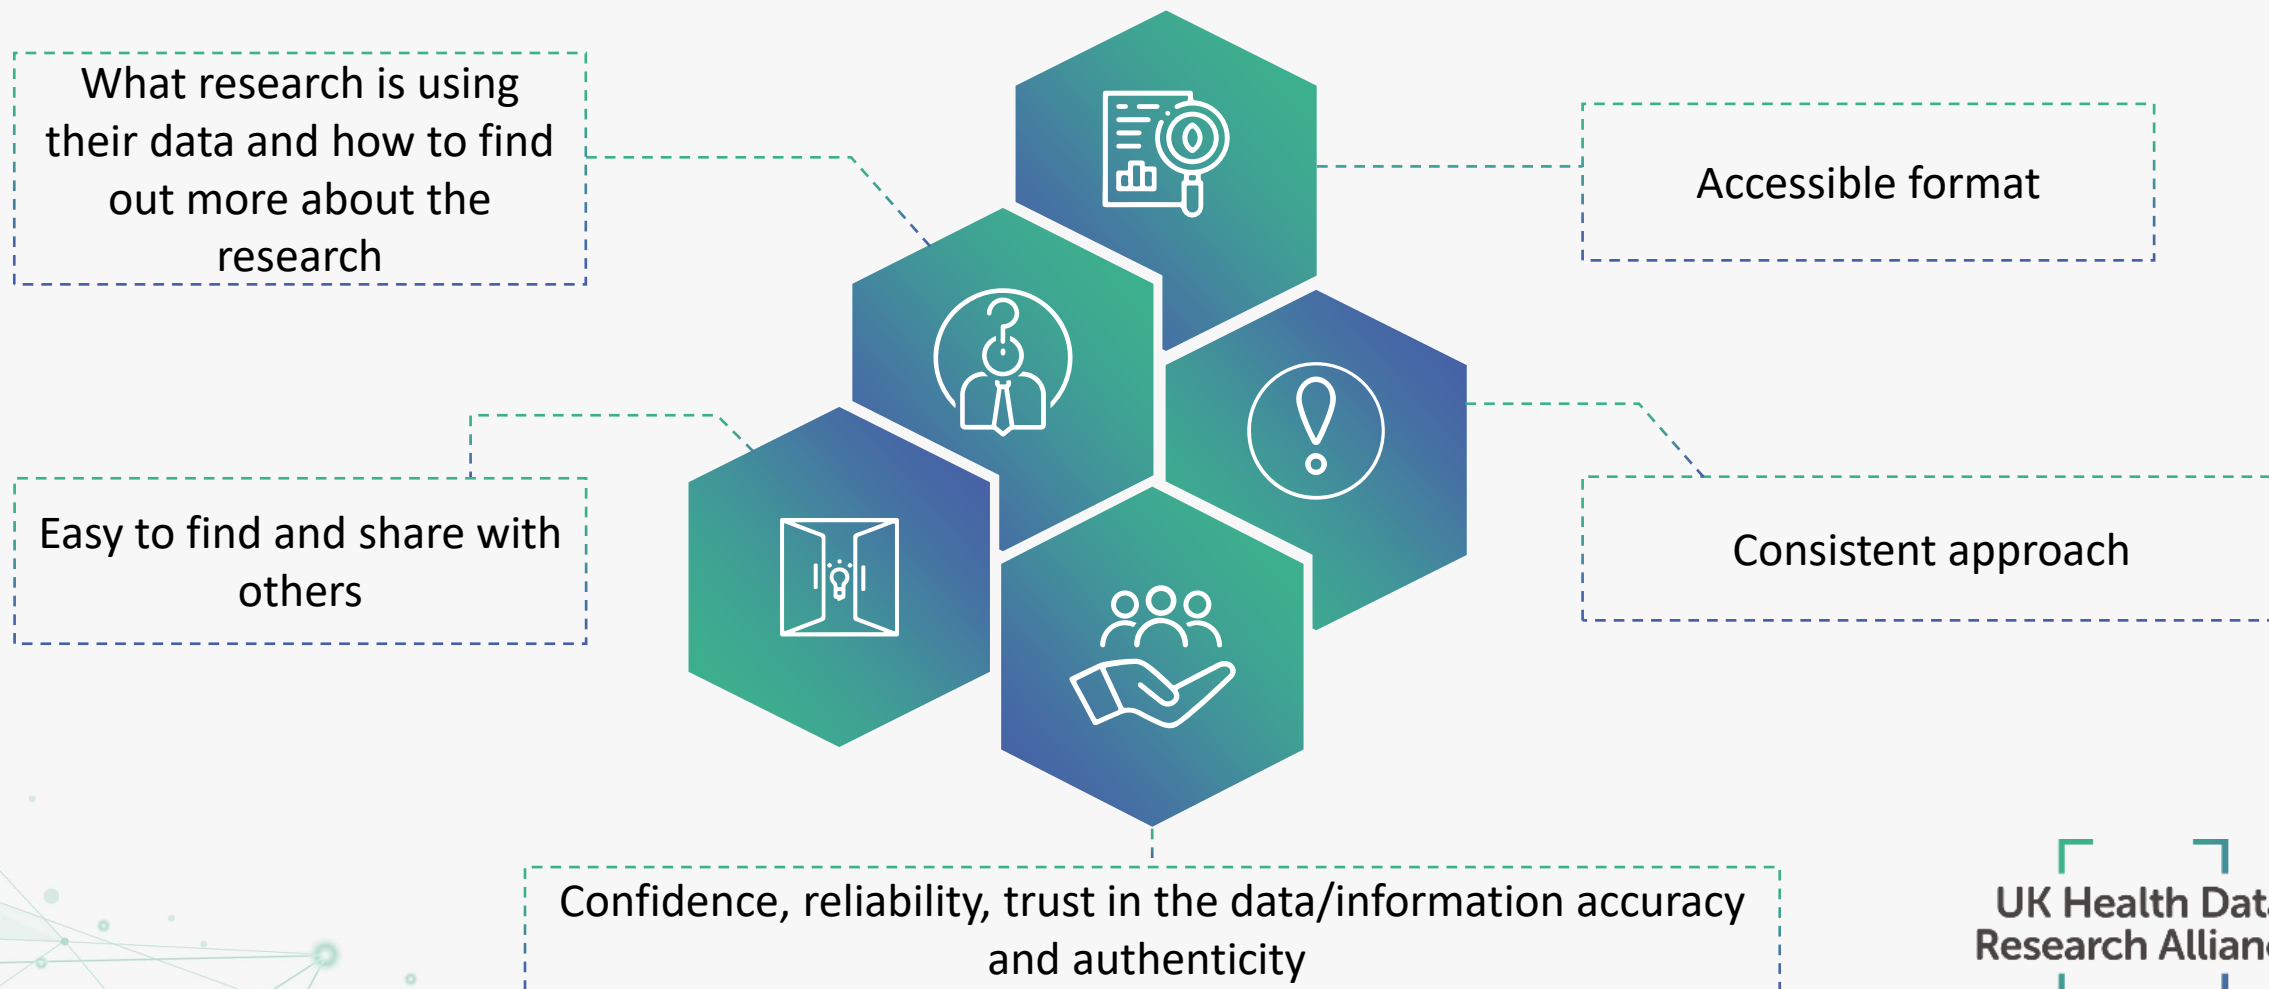 What research is using
their data and how to find
out more about the
research
Accessible format
Easy to find and share with
others
Consistent approach
Confidence, reliability, trust in the data/information accuracy
and authenticity
UK Health Data
Research Alliance